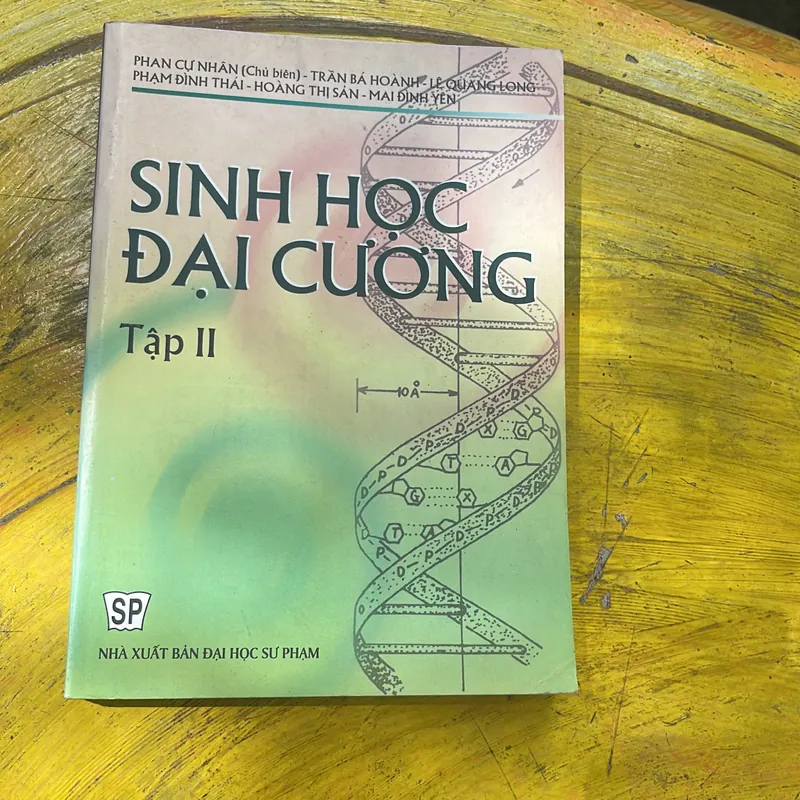 PHAN CỰ NHÂN (Chủ biên) - TRẦN BÁ HOÀNH - LÊ QUANG LONG
PHẠM ĐÌNH THÁI - HOÀNG THỊ SẢN - MAI ĐÌNH YÊN
SINH HỌC
ĐẠI CƯƠNG
Tập II
10 Å
X G
T A
G X
T A
SP
NHÀ XUẤT BẢN ĐẠI HỌC SƯ PHẠM